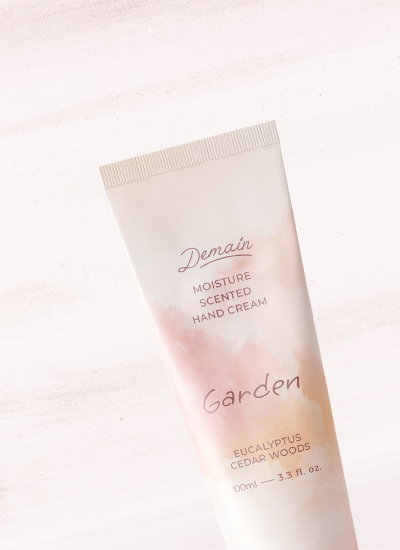 Demain
MOISTURE
SCENTED
HAND CREAM
Garden
EUCALYPTUS
CEDAR WOODS
100ml — 3.3 fl. oz.